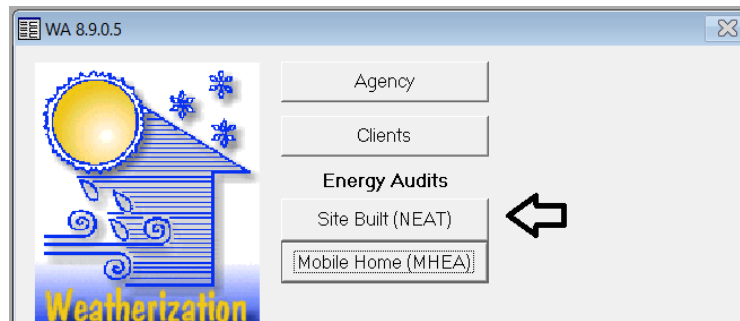 WA 8.9.0.5
Agency
Clients
Energy Audits
Site Built (NEAT)
Mobile Home (MHEA)
Weatherization